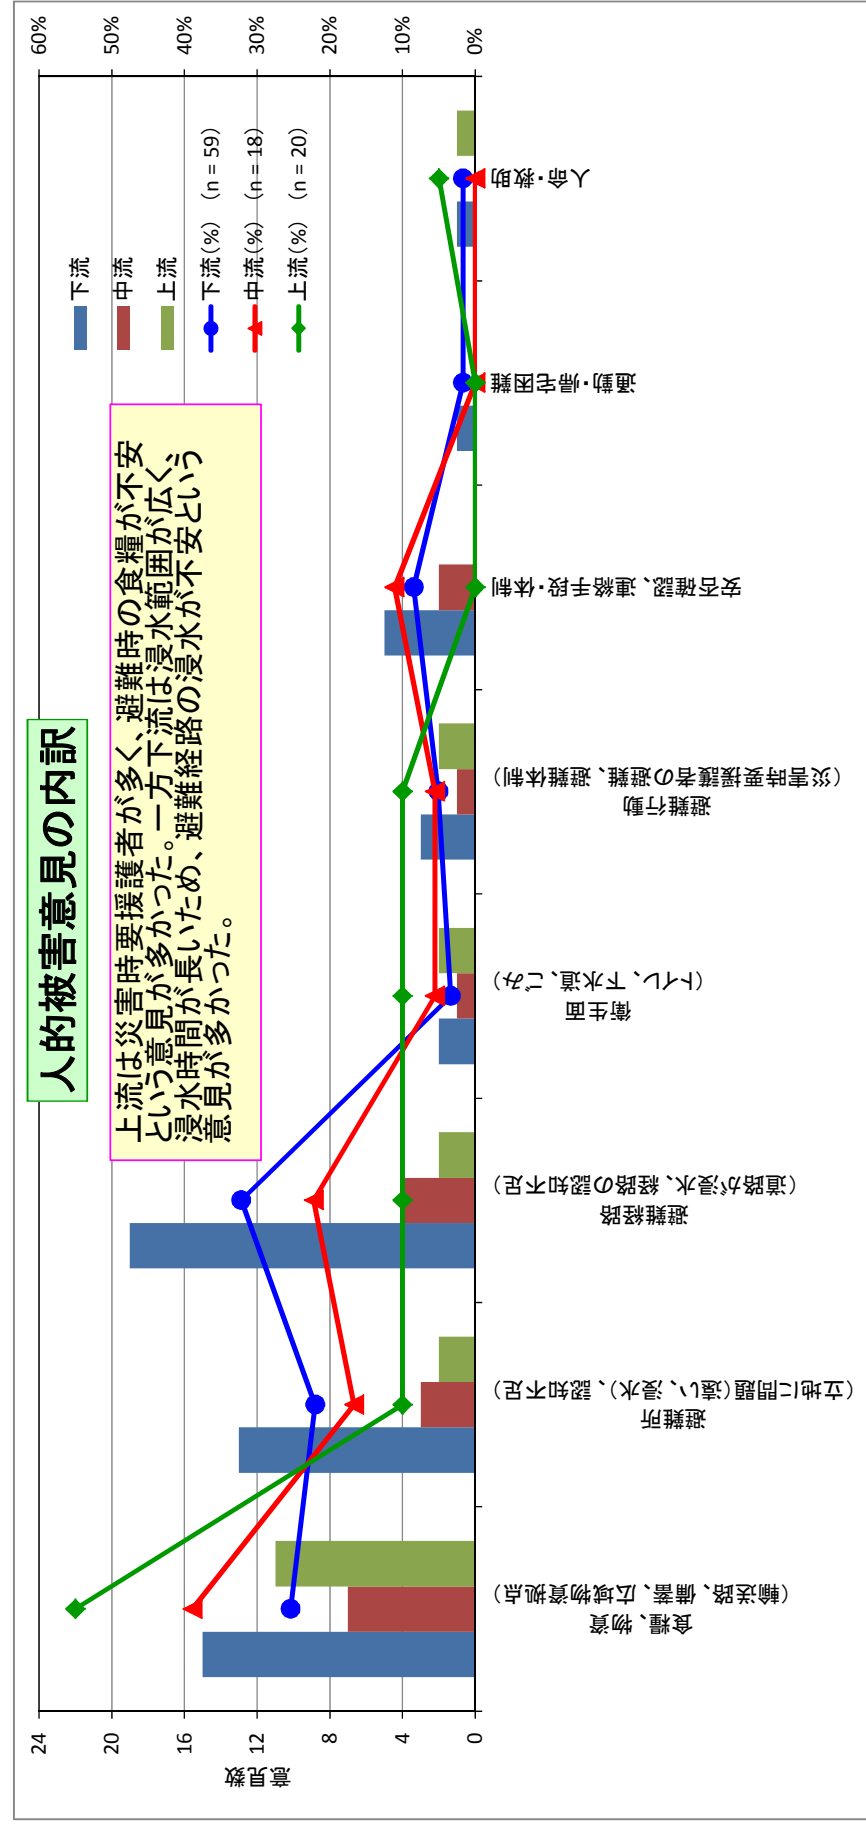 人的被害意見の内訳
上流は災害時要援護者が多く、避難時の食糧が不安
という意見が多かった。一方下流は浸水範囲が広く、
浸水時間が長いため、避難経路の浸水が不安という
意見が多かった。
下流
中流
上流
下流(%) (n = 59)
中流(%) (n = 18)
上流(%) (n = 20)
意見数
24
20
16
12
8
4
0
60%
50%
40%
30%
20%
10%
0%
食糧、物資
(輸送路、備蓄、広域物資拠点)
避難所
(立地に問題(遠い、浸水)、認知不足)
避難経路
(道路が浸水、経路の認知不足)
衛生面
(トイレ、下水道、ごみ)
避難行動
(災害時要援護者の避難、避難体制)
安否確認、連絡手段・体制
通勤・帰宅困難
人命・救助